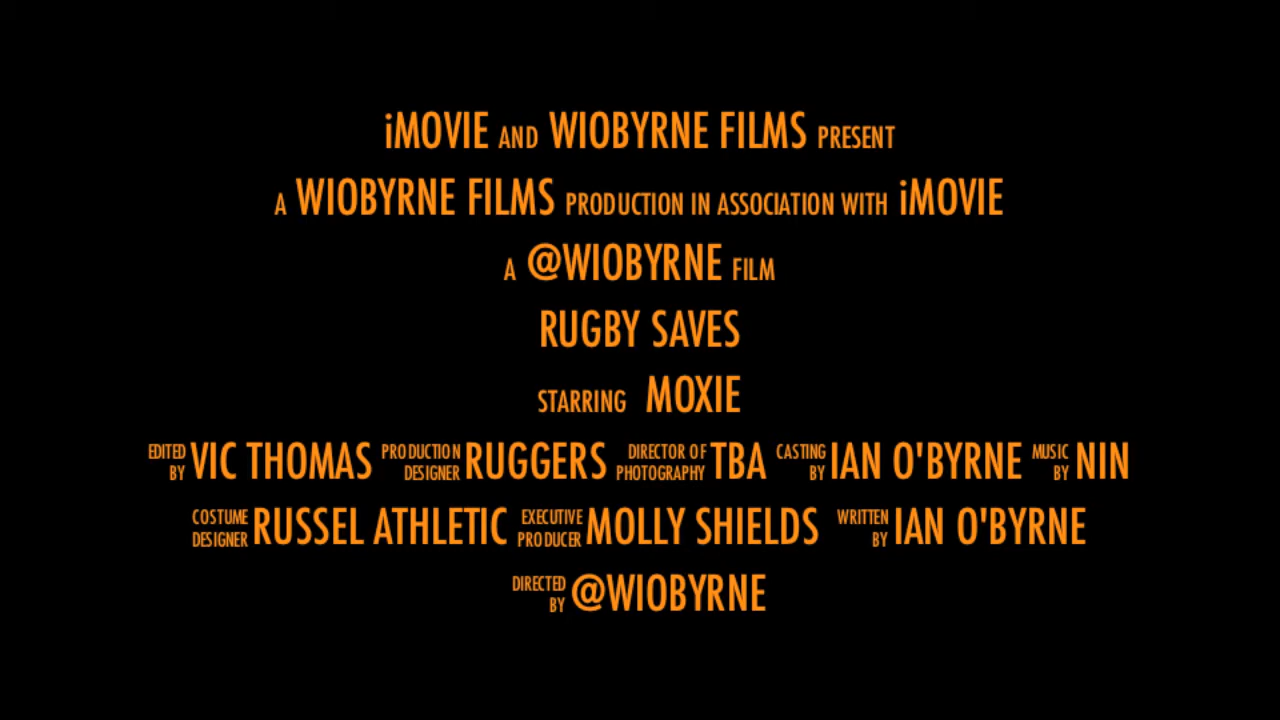 iMOVIE AND WIOBYRNE FILMS PRESENT
A WIOBYRNE FILMS PRODUCTION IN ASSOCIATION WITH iMOVIE
A @WIOBYRNE FILM
RUGBY SAVES
STARRING MOXIE
EDITED BY VIC THOMAS PRODUCTION DESIGNER RUGGERS DIRECTOR OF PHOTOGRAPHY TBA CASTING BY IAN O'BYRNE MUSIC BY NIN
COSTUME DESIGNER RUSSEL ATHLETIC EXECUTIVE PRODUCER MOLLY SHIELDS WRITTEN BY IAN O'BYRNE
DIRECTED BY @WIOBYRNE